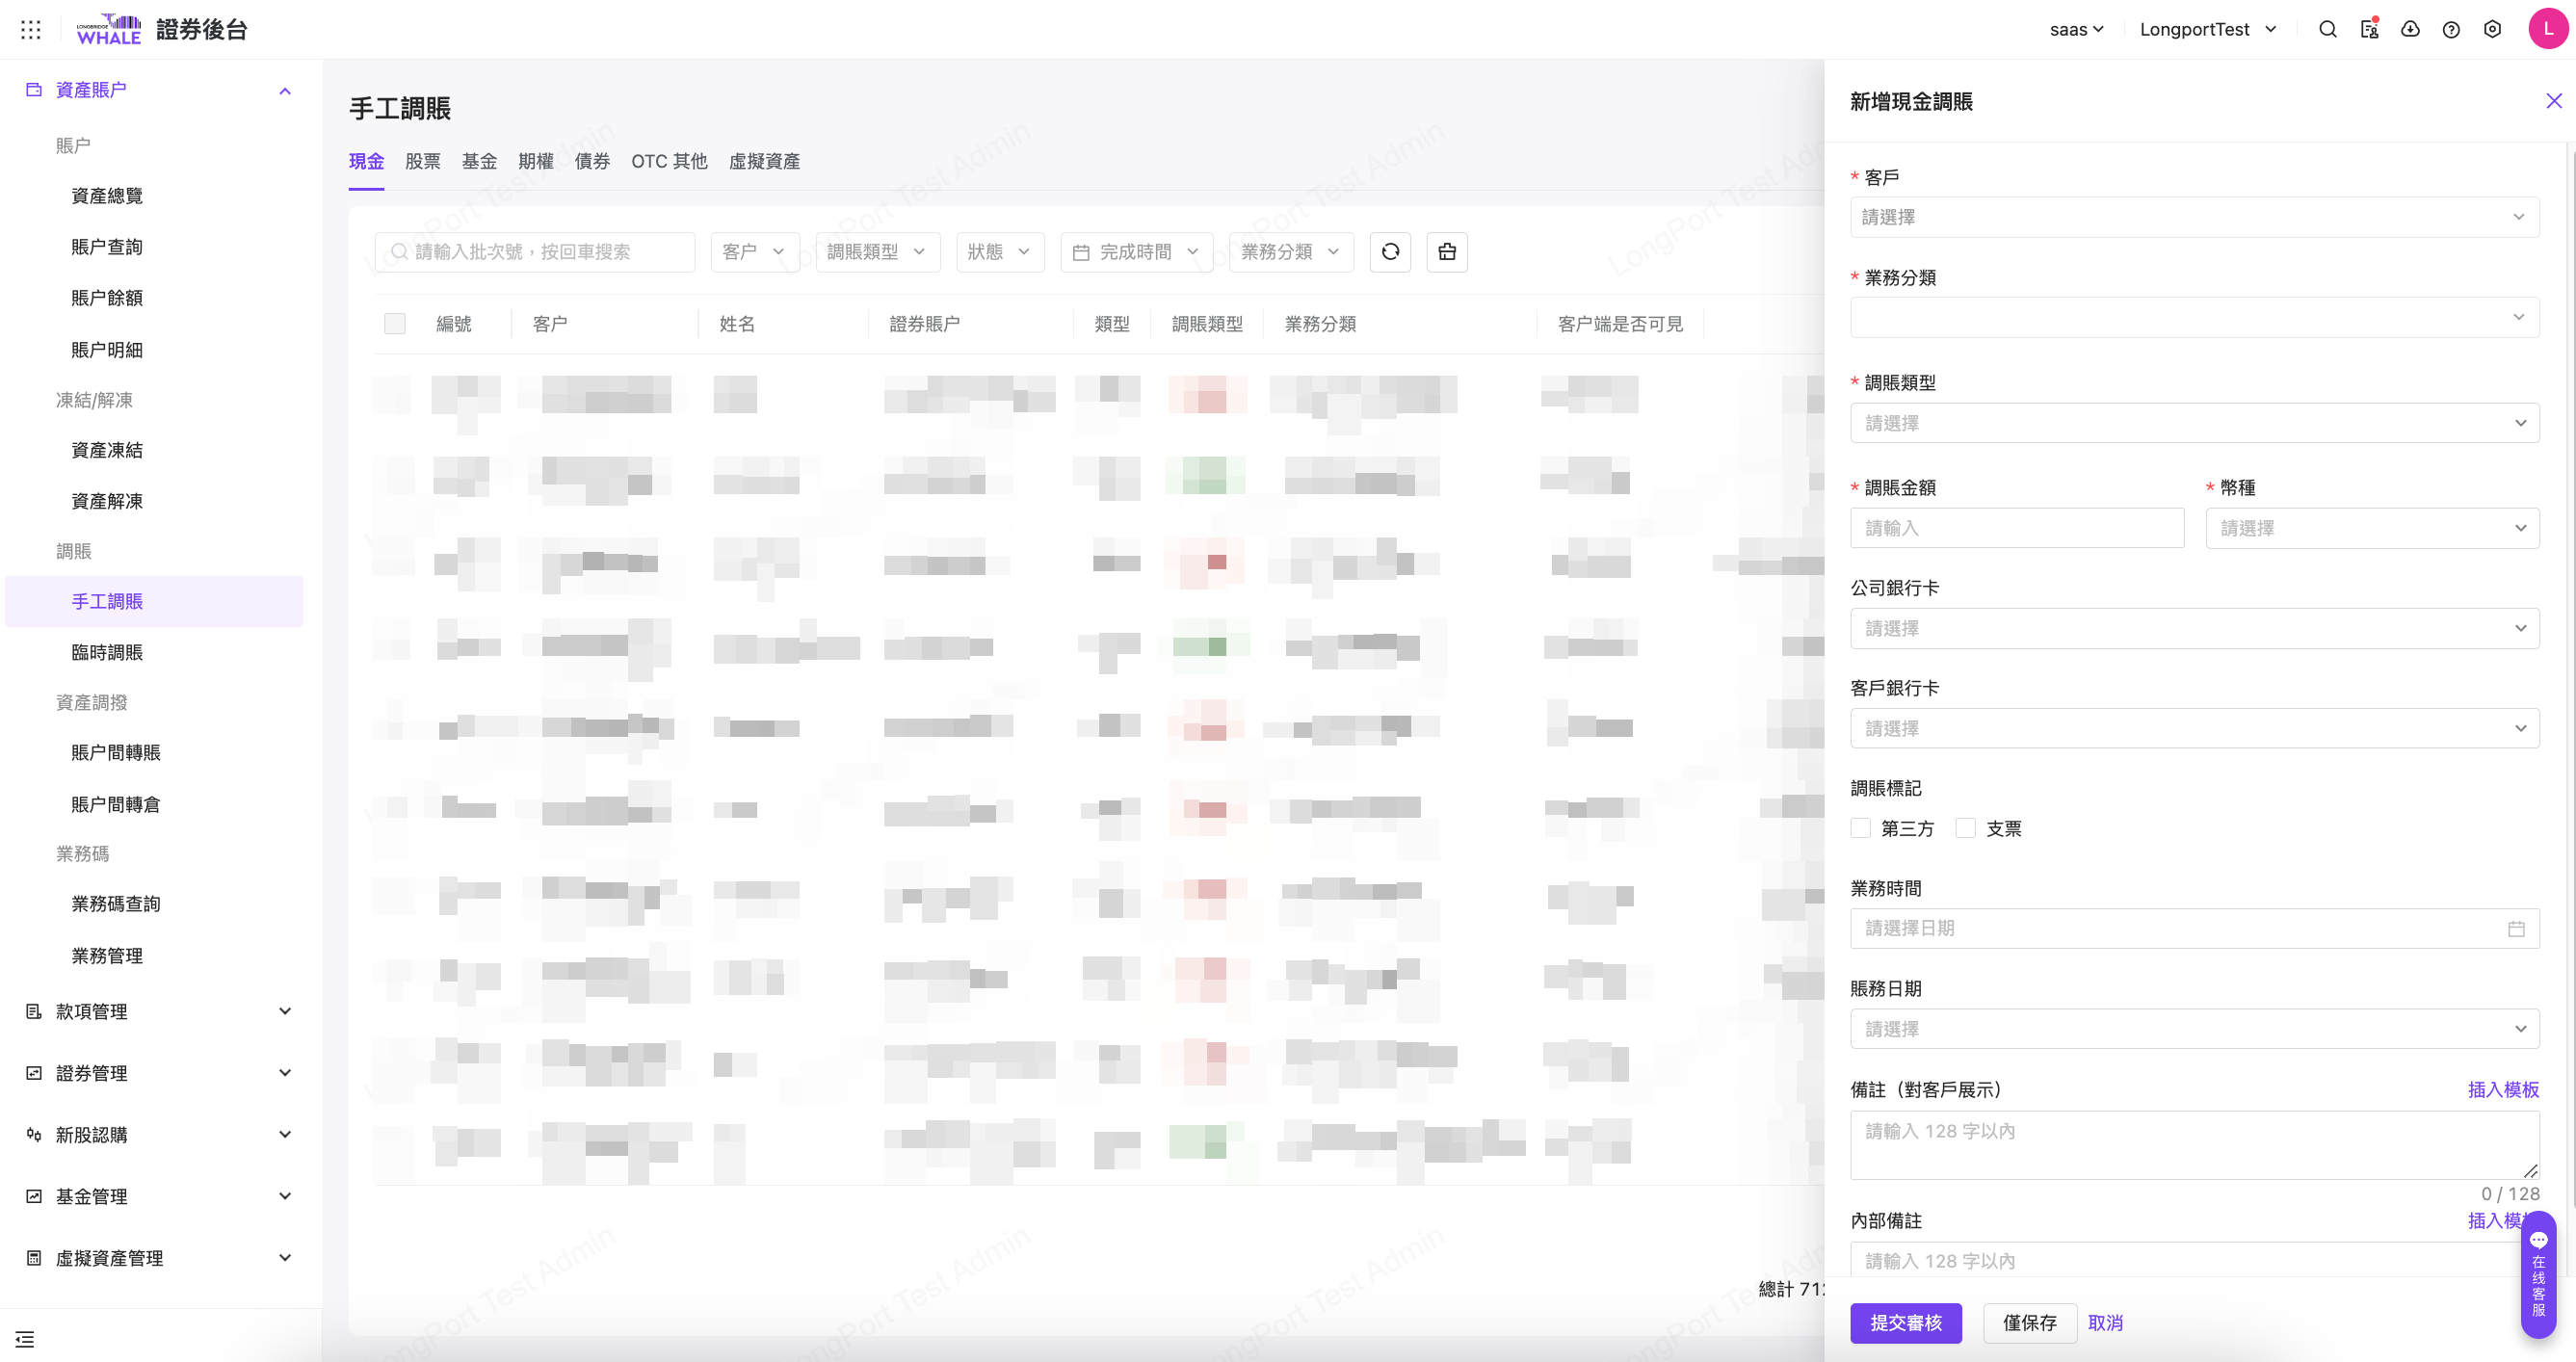 LONGBRIDGE
WHALE
證券後台
saas
LongportTest
L
資產賬户
賬户
資產總覽
賬户查詢
賬户餘額
賬户明細
凍結/解凍
資產凍結
資產解凍
調賬
手工調賬
臨時調賬
資產調撥
賬户間轉賬
賬户間轉倉
業務碼
業務碼查詢
業務管理
款項管理
證券管理
新股認購
基金管理
虛擬資產管理
手工調賬
現金 股票 基金 期權 債券 OTC 其他 虛擬資產
請輸入批次號，按回車搜索 客户 調賬類型 狀態 完成時間 業務分類
編號 客户 姓名 證券賬户 類型 調賬類型 業務分類 客户端是否可見
總計 71
LongPort Test Admin
新增現金調賬
* 客戶
請選擇
* 業務分類
* 調賬類型
請選擇
* 調賬金額 * 幣種
請輸入 請選擇
公司銀行卡
請選擇
客戶銀行卡
請選擇
調賬標記
第三方 支票
業務時間
請選擇日期
賬務日期
請選擇
備註（對客戶展示） 插入模板
請輸入 128 字以內
0 / 128
內部備註 插入模
請輸入 128 字以內
提交審核 僅保存 取消
在线客服